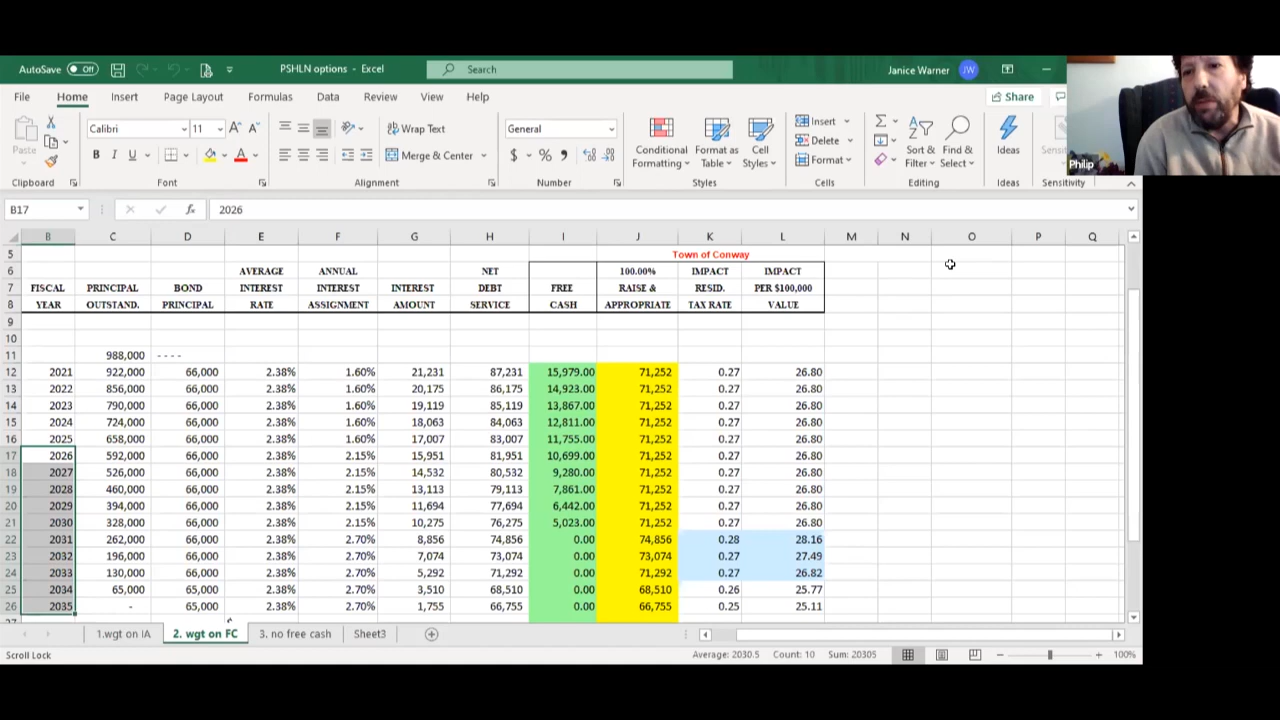 AutoSave Off PSHLN options - Excel Search Janice Warner JW
File Home Insert Page Layout Formulas Data Review View Help Share
Calibri 11 Wrap Text General Insert
Paste B I U Merge & Center $ % Conditional Formatting Format as Table Cell Styles Delete Format Sort & Filter Find & Select Ideas
Philip
Clipboard Font Alignment Number Styles Cells Editing Ideas Sensitivity
B17 fx 2026
B C D E F G H I J K L M N O P Q
5 Town of Conway
6 AVERAGE ANNUAL NET 100.00% IMPACT IMPACT
7 FISCAL PRINCIPAL BOND INTEREST INTEREST INTEREST DEBT FREE RAISE & RESID. PER $100,000
8 YEAR OUTSTAND. PRINCIPAL RATE ASSIGNMENT AMOUNT SERVICE CASH APPROPRIATE TAX RATE VALUE
9
10
11 988,000 - - - -
12 2021 922,000 66,000 2.38% 1.60% 21,231 87,231 15,979.00 71,252 0.27 26.80
13 2022 856,000 66,000 2.38% 1.60% 20,175 86,175 14,923.00 71,252 0.27 26.80
14 2023 790,000 66,000 2.38% 1.60% 19,119 85,119 13,867.00 71,252 0.27 26.80
15 2024 724,000 66,000 2.38% 1.60% 18,063 84,063 12,811.00 71,252 0.27 26.80
16 2025 658,000 66,000 2.38% 1.60% 17,007 83,007 11,755.00 71,252 0.27 26.80
17 2026 592,000 66,000 2.38% 2.15% 15,951 81,951 10,699.00 71,252 0.27 26.80
18 2027 526,000 66,000 2.38% 2.15% 14,532 80,532 9,280.00 71,252 0.27 26.80
19 2028 460,000 66,000 2.38% 2.15% 13,113 79,113 7,861.00 71,252 0.27 26.80
20 2029 394,000 66,000 2.38% 2.15% 11,694 77,694 6,442.00 71,252 0.27 26.80
21 2030 328,000 66,000 2.38% 2.15% 10,275 76,275 5,023.00 71,252 0.27 26.80
22 2031 262,000 66,000 2.38% 2.70% 8,856 74,856 0.00 74,856 0.28 28.16
23 2032 196,000 66,000 2.38% 2.70% 7,074 73,074 0.00 73,074 0.27 27.49
24 2033 130,000 66,000 2.38% 2.70% 5,292 71,292 0.00 71,292 0.27 26.82
25 2034 65,000 65,000 2.38% 2.70% 3,510 68,510 0.00 68,510 0.26 25.77
26 2035 - 65,000 2.38% 2.70% 1,755 66,755 0.00 66,755 0.25 25.11
1.wgt on IA 2. wgt on FC 3. no free cash Sheet3
Scroll Lock Average: 2030.5 Count: 10 Sum: 20305 100%